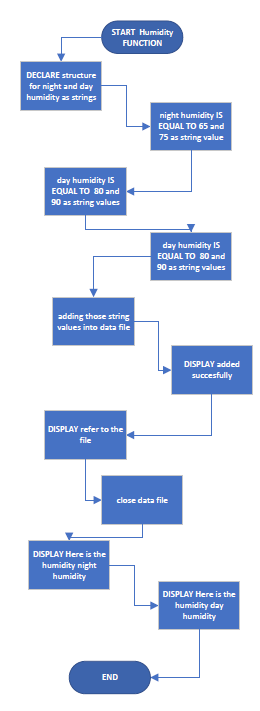 START Humidity
FUNCTION
DECLARE structure
for night and day
humidity as strings
night humidity IS
EQUAL TO 65 and
75 as string value
day humidity IS
EQUAL TO 80 and
90 as string values
day humidity IS
EQUAL TO 80 and
90 as string values
adding those string
values into data file
DISPLAY added
succesfully
DISPLAY refer to the
file
close data file
DISPLAY Here is the
humidity night
humidity
DISPLAY Here is the
humidity day
humidity
END